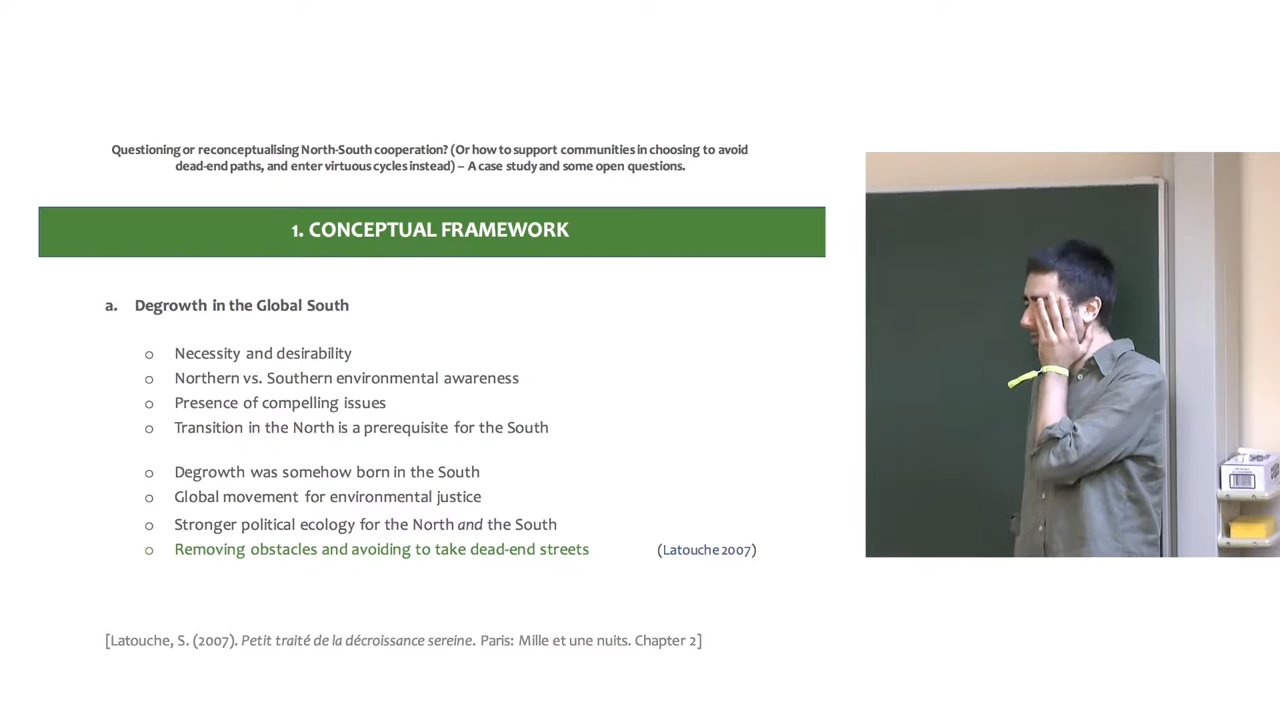 Questioning or reconceptualising North-South cooperation? (Or how to support communities in choosing to avoid
dead-end paths, and enter virtuous cycles instead) – A case study and some open questions.
1. CONCEPTUAL FRAMEWORK
a. Degrowth in the Global South
o Necessity and desirability
o Northern vs. Southern environmental awareness
o Presence of compelling issues
o Transition in the North is a prerequisite for the South
o Degrowth was somehow born in the South
o Global movement for environmental justice
o Stronger political ecology for the North and the South
o Removing obstacles and avoiding to take dead-end streets (Latouche 2007)
[Latouche, S. (2007). Petit traité de la décroissance sereine. Paris: Mille et une nuits. Chapter 2]